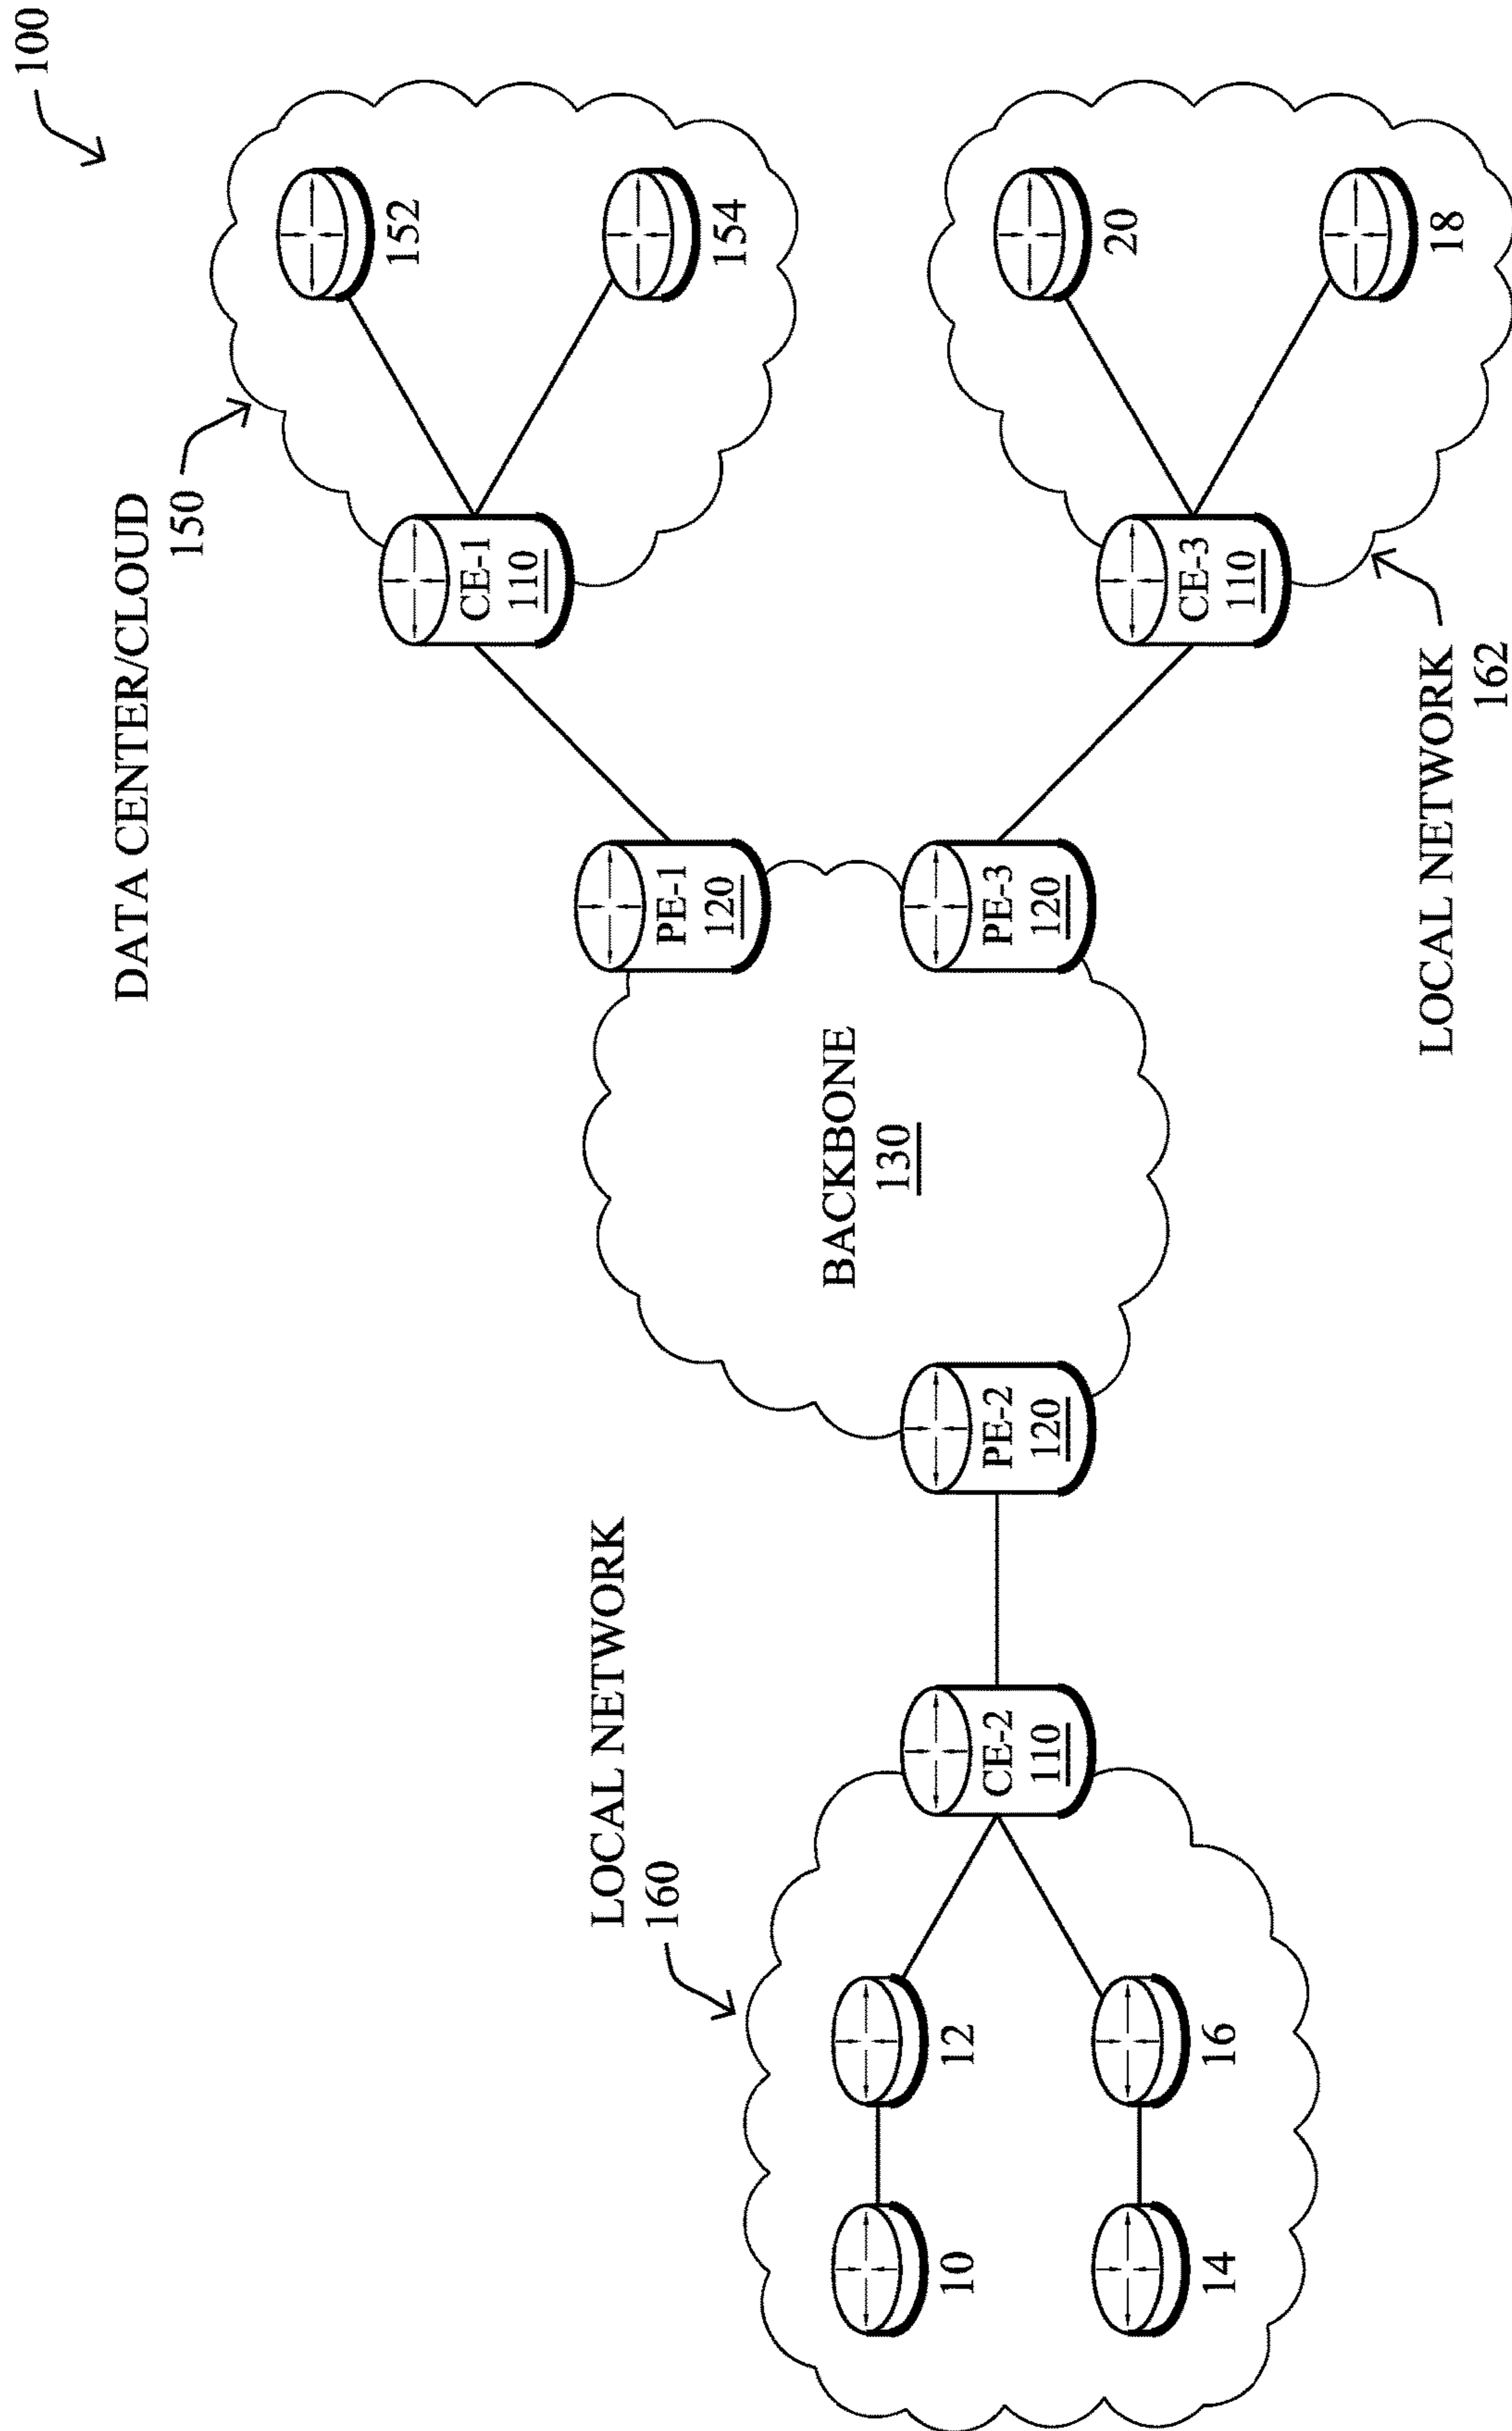 100
DATA CENTER/CLOUD
150
152
154
CE-1
110
PE-1
120
LOCAL NETWORK
160
BACKBONE
130
10
12
14
16
CE-2
110
PE-2
120
PE-3
120
CE-3
110
20
18
LOCAL NETWORK
162